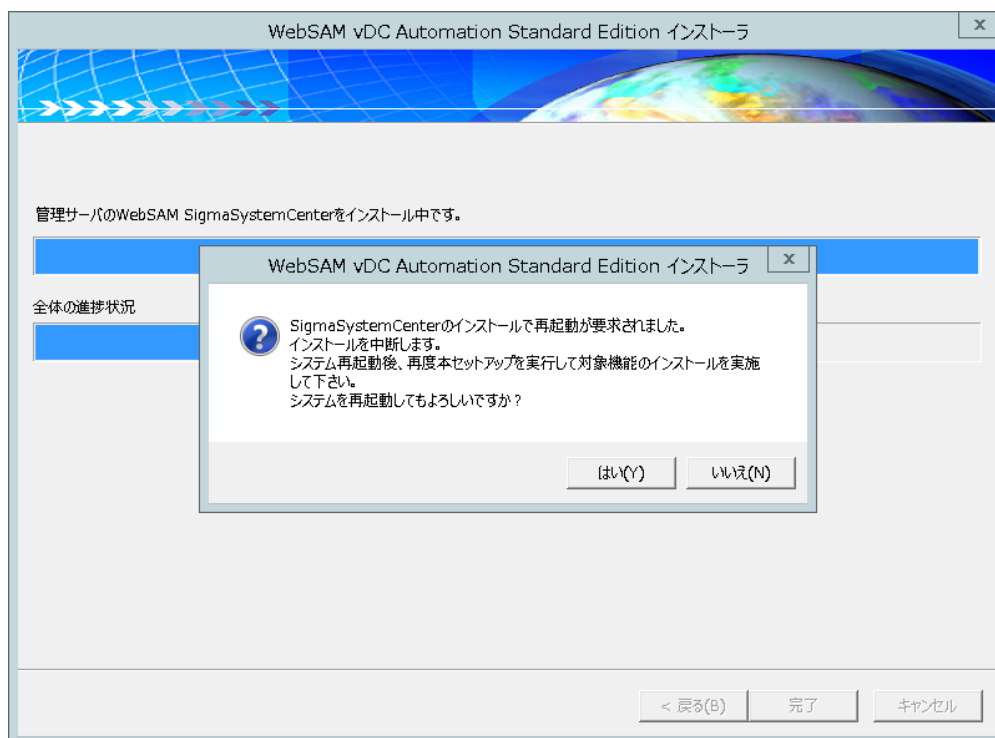 WebSAM vDC Automation Standard Edition インストーラ
x
管理サーバのWebSAM SigmaSystemCenterをインストール中です。
WebSAM vDC Automation Standard Edition インストーラ
x
全体の進捗状況
SigmaSystemCenterのインストールで再起動が要求されました。
インストールを中断します。
システム再起動後、再度本セットアップを実行して対象機能のインストールを実施
して下さい。
システムを再起動してもよろしいですか？
はい(Y)
いいえ(N)
< 戻る(B)
完了
キャンセル